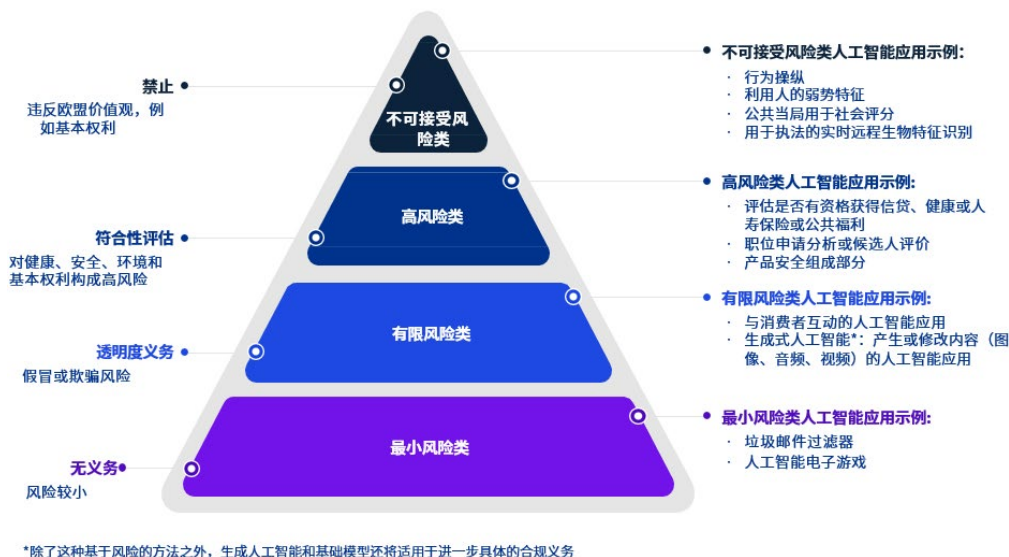 禁止
违反欧盟价值观，例
如基本权利
不可接受风
险类
不可接受风险类人工智能应用示例：
· 行为操纵
· 利用人的弱势特征
· 公共当局用于社会评分
· 用于执法的实时远程生物特征识别
符合性评估
对健康、安全、环境和
基本权利构成高风险
高风险类
高风险类人工智能应用示例:
· 评估是否有资格获得信贷、健康或人
寿保险或公共福利
· 职位申请分析或候选人评价
· 产品安全组成部分
透明度义务
假冒或欺骗风险
有限风险类
有限风险类人工智能应用示例:
· 与消费者互动的人工智能应用
· 生成式人工智能*：产生或修改内容（图
像、音频、视频）的人工智能应用
无义务
风险较小
最小风险类
最小风险类人工智能应用示例:
· 垃圾邮件过滤器
· 人工智能电子游戏
*除了这种基于风险的方法之外，生成人工智能和基础模型还将适用于进一步具体的合规义务